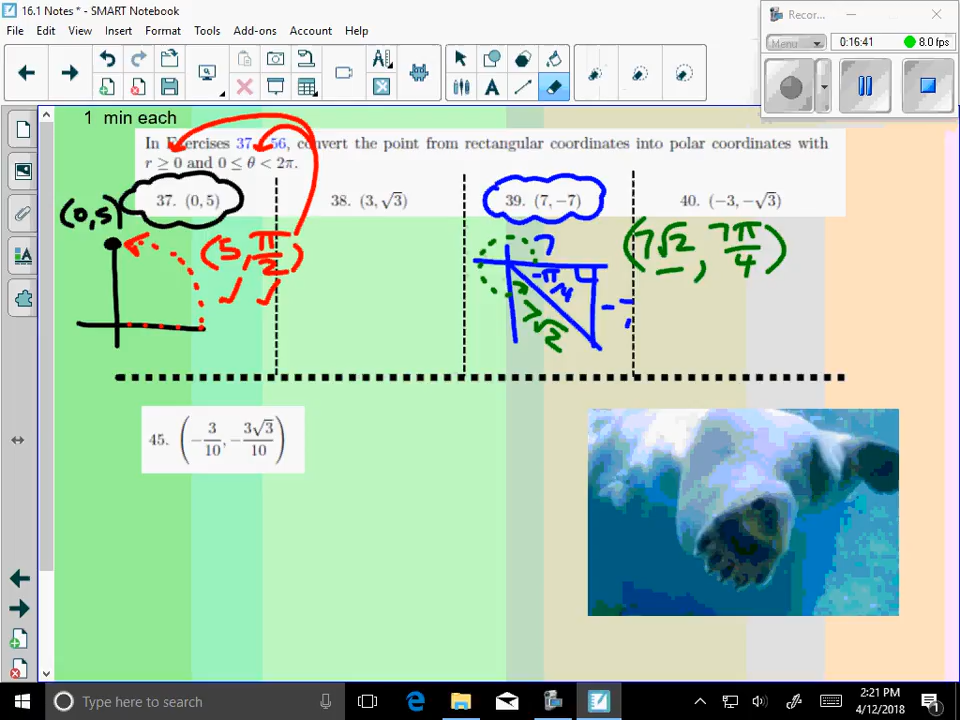 16.1 Notes * - SMART Notebook
File Edit View Insert Format Tools Add-ons Account Help
Recor...
Menu
0:16:41
8.0 fps
1 min each
In Exercises 37 - 56, convert the point from rectangular coordinates into polar coordinates with
r ≥ 0 and 0 ≤ θ < 2π.
37. (0, 5)
38. (3, √3)
39. (7, −7)
40. (−3, −√3)
(0,5)
(5, π/2)
7
-π/4
7√2
(7√2, 7π/4)
45. (−3/10, −3√3/10)
Type here to search
2:21 PM
4/12/2018
1